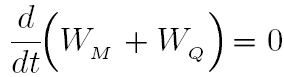 d/dt(W_M + W_Q) = 0